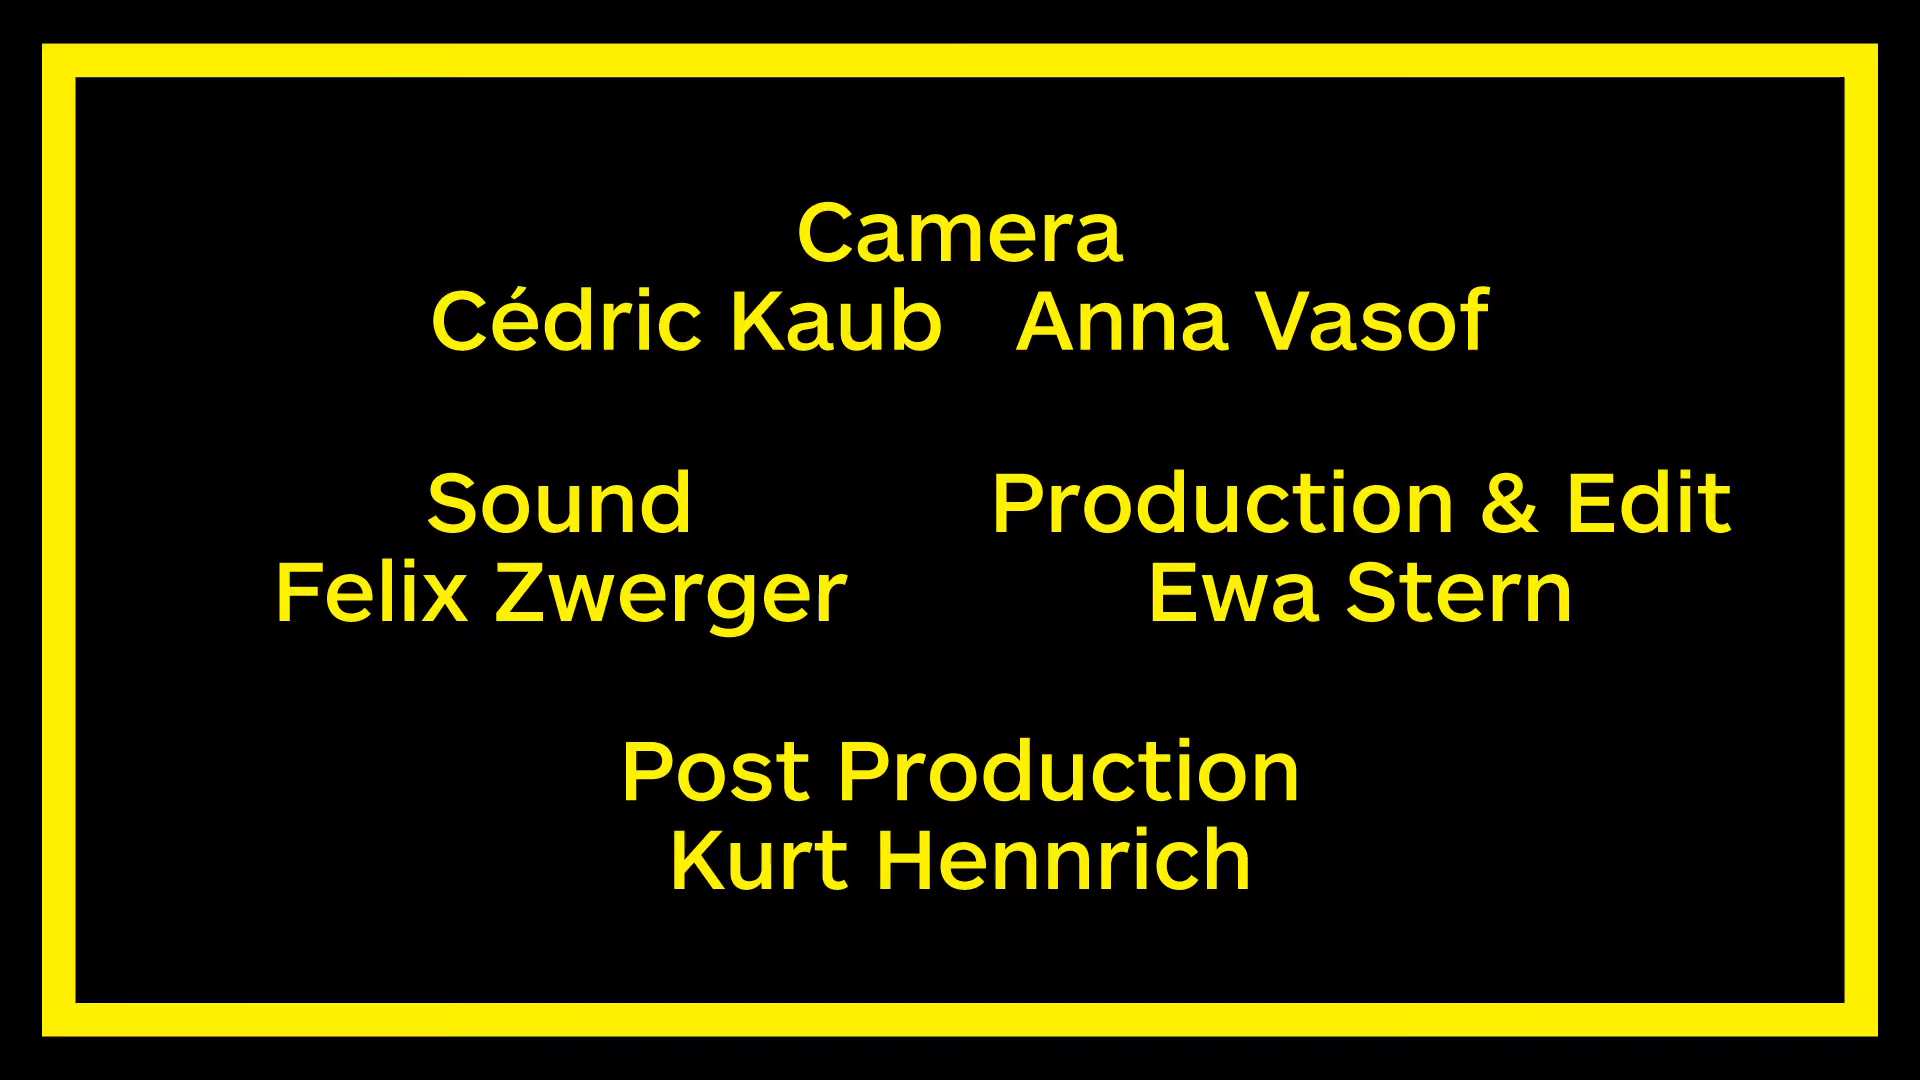 Camera
Cédric Kaub Anna Vasof
Sound
Felix Zwerger
Production & Edit
Ewa Stern
Post Production
Kurt Hennrich